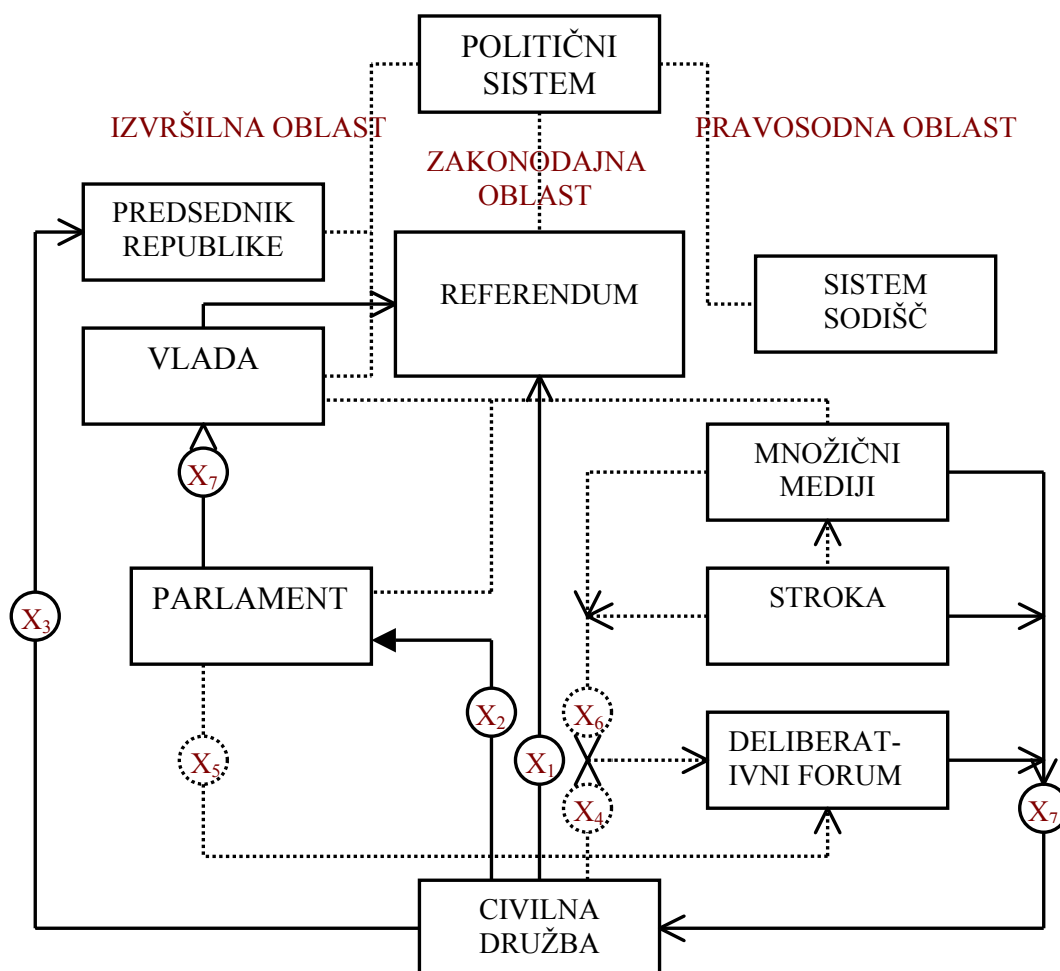 POLITIČNI
SISTEM
IZVRŠILNA OBLAST
PRAVOSODNA OBLAST
ZAKONODAJNA
OBLAST
PREDSEDNIK
REPUBLIKE
REFERENDUM
SISTEM
SODIŠČ
VLADA
MNOŽIČNI
MEDIJI
X7
PARLAMENT
STROKA
X3
X2
X6
X5
X1
DELIBERAT-
IVNI FORUM
X4
X7
CIVILNA
DRUŽBA